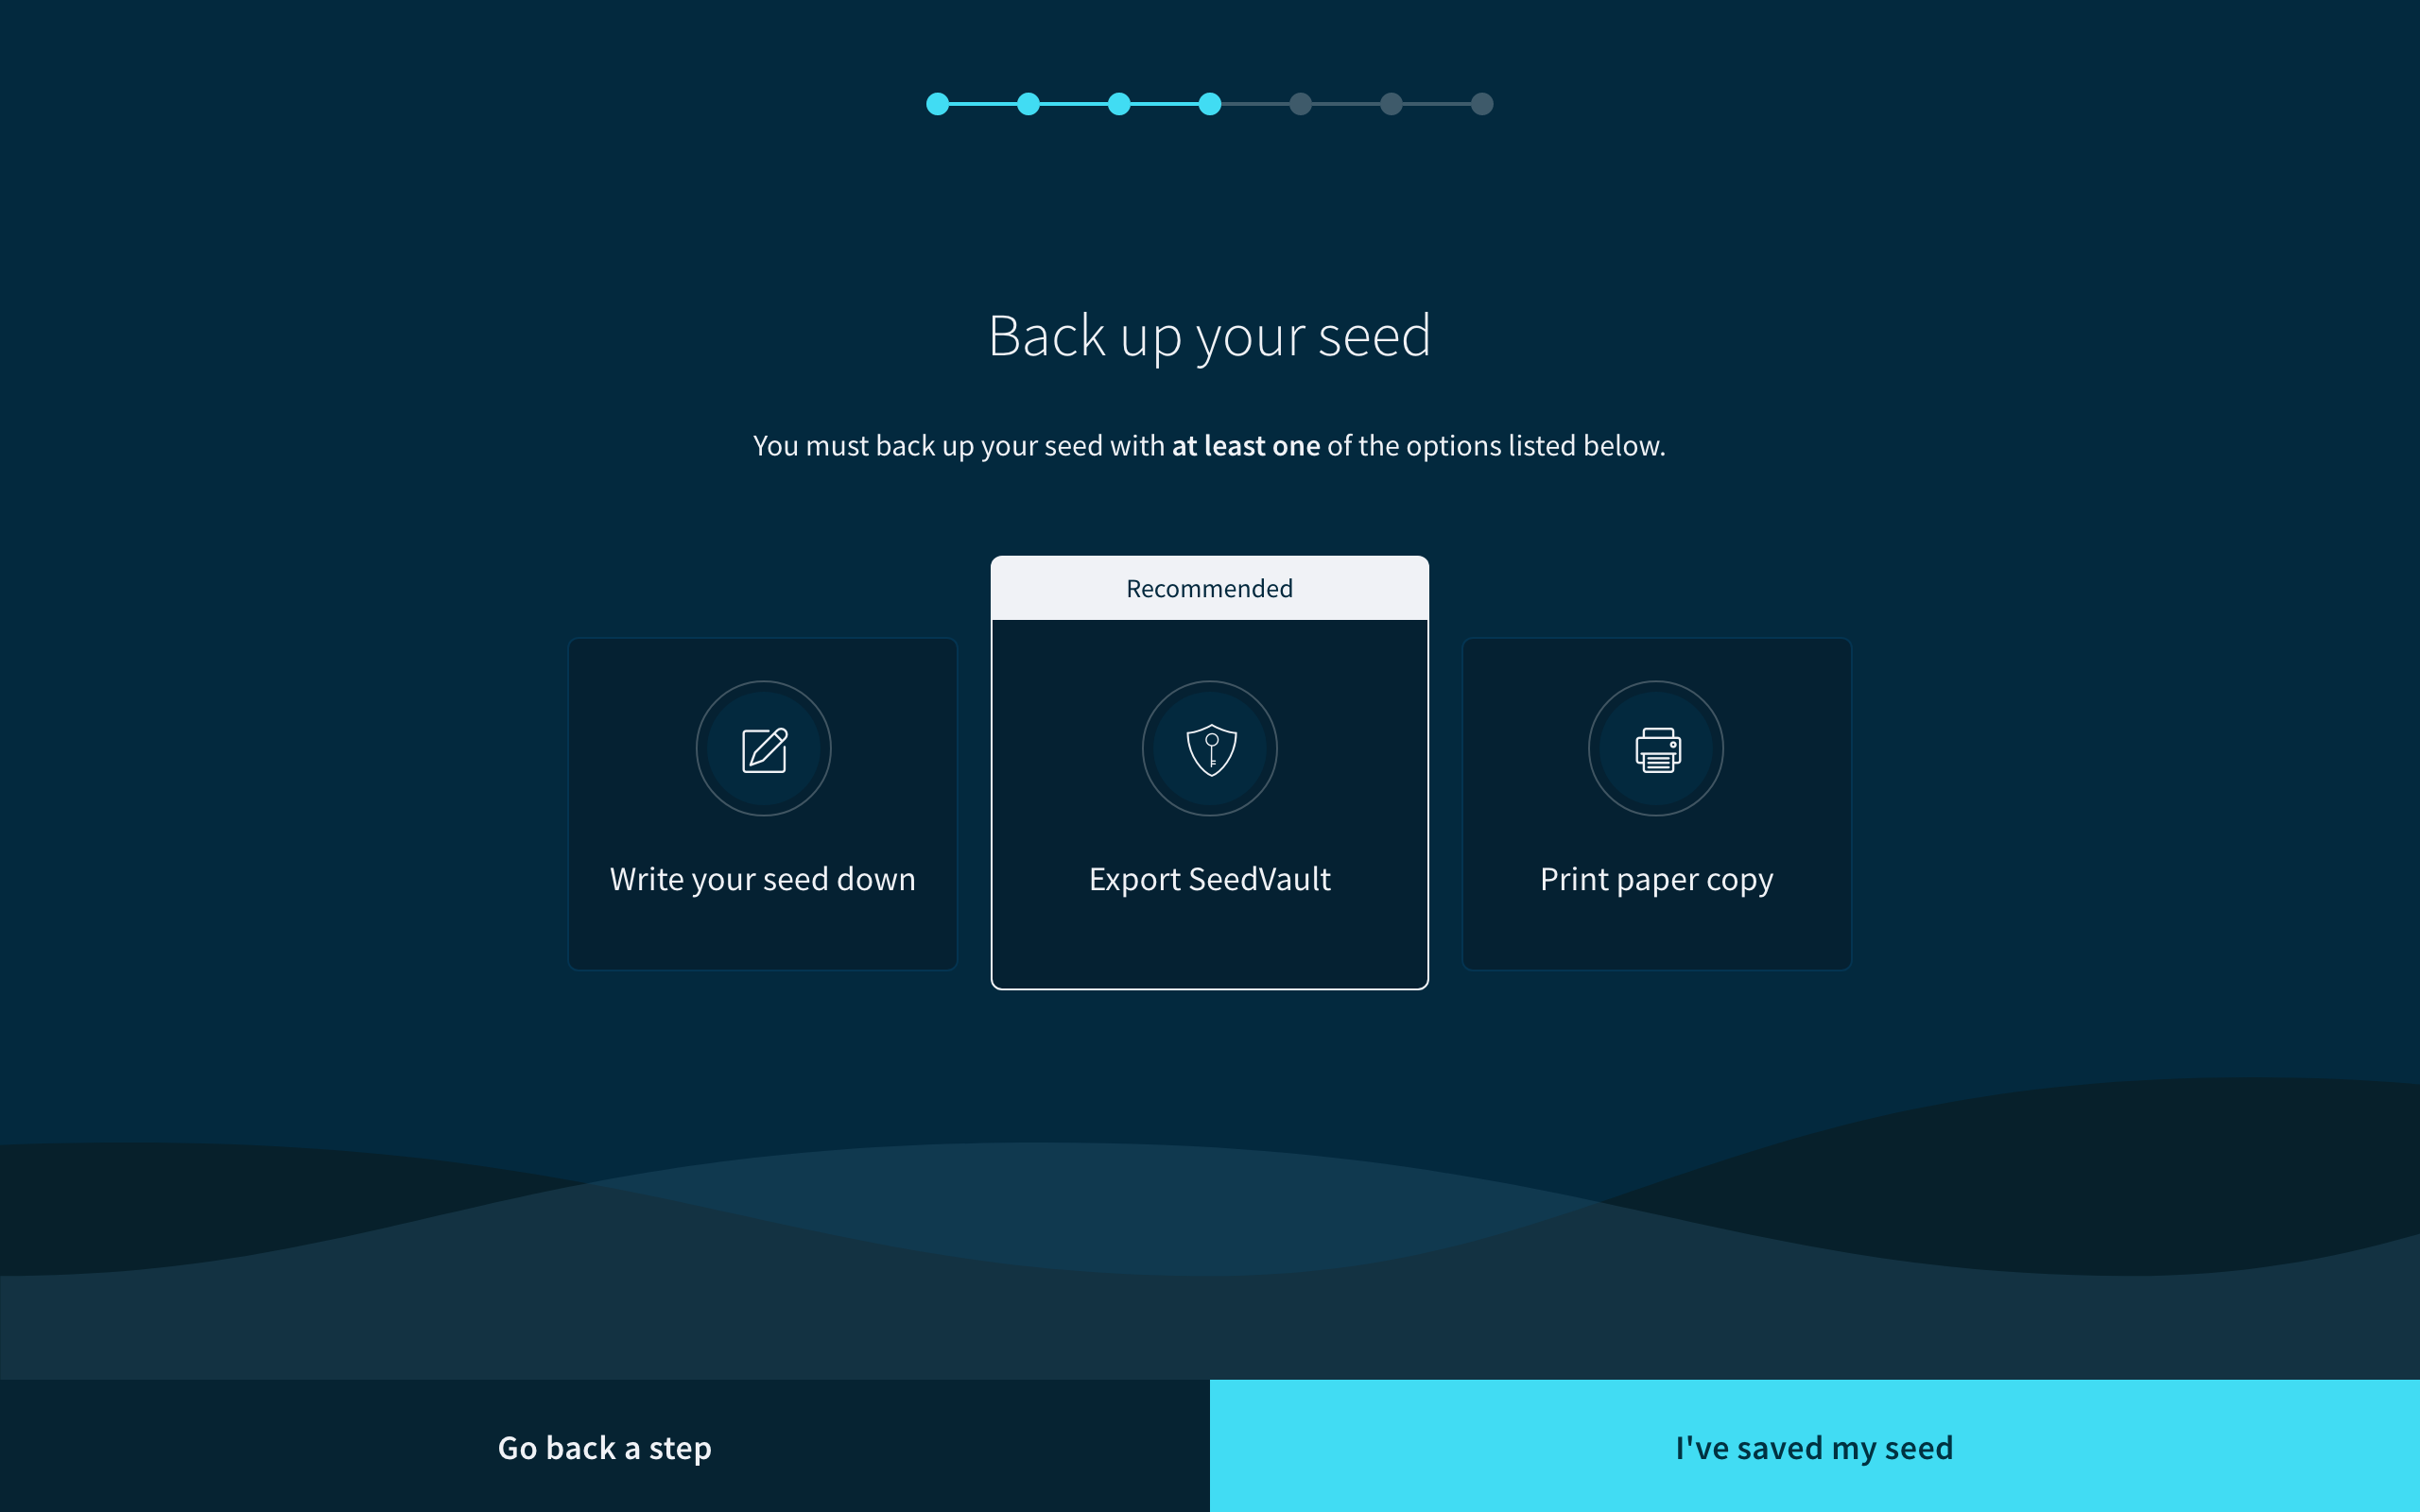 Back up your seed
You must back up your seed with at least one of the options listed below.
Recommended
Write your seed down
Export SeedVault
Print paper copy
Go back a step
I've saved my seed